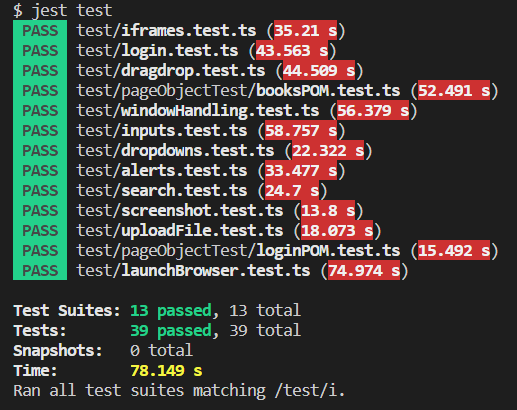 $ jest test
PASS test/iframes.test.ts (35.21 s)
PASS test/login.test.ts (43.563 s)
PASS test/dragdrop.test.ts (44.509 s)
PASS test/pageObjectTest/booksPOM.test.ts (52.491 s)
PASS test/windowHandling.test.ts (56.379 s)
PASS test/inputs.test.ts (58.757 s)
PASS test/dropdowns.test.ts (22.322 s)
PASS test/alerts.test.ts (33.477 s)
PASS test/search.test.ts (24.7 s)
PASS test/screenshot.test.ts (13.8 s)
PASS test/uploadFile.test.ts (18.073 s)
PASS test/pageObjectTest/loginPOM.test.ts (15.492 s)
PASS test/launchBrowser.test.ts (74.974 s)
Test Suites: 13 passed, 13 total
Tests: 39 passed, 39 total
Snapshots: 0 total
Time: 78.149 s
Ran all test suites matching /test/i.